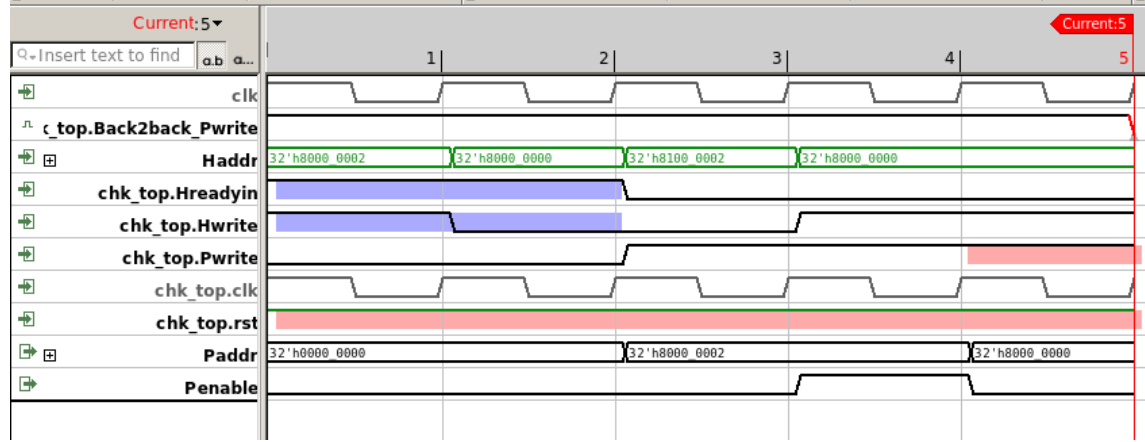 Current:5
Current:5
Insert text to find a.b a...
1 2 3 4 5
clk
c_top.Back2back_Pwrite
Haddr 32'h8000_0002 32'h8000_0000 32'h8100_0002 32'h8000_0000
chk_top.Hreadyin
chk_top.Hwrite
chk_top.Pwrite
chk_top.clk
chk_top.rst
Paddr 32'h0000_0000 32'h8000_0002 32'h8000_0000
Penable